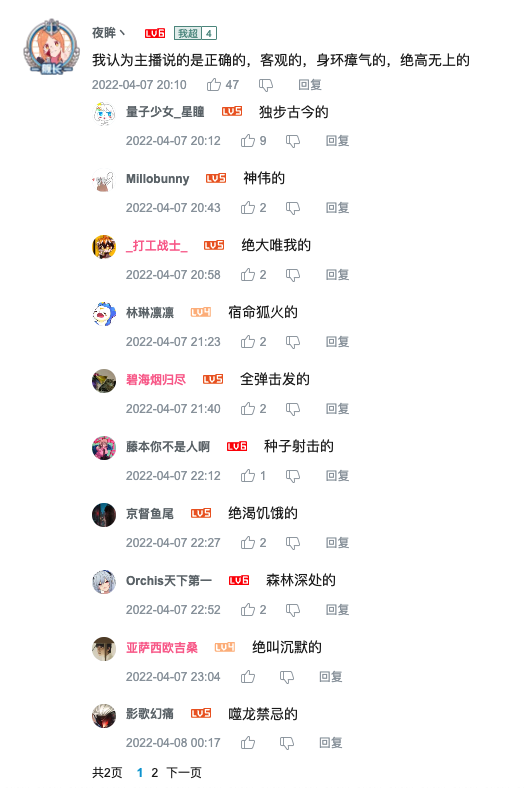 夜眸丶 LV6 我超 4
我认为主播说的是正确的，客观的，身环瘴气的，绝高无上的
2022-04-07 20:10 47 回复
量子少女_星瞳 LV5 独步古今的
2022-04-07 20:12 9 回复
Millobunny LV5 神伟的
2022-04-07 20:43 2 回复
_打工战士_ LV5 绝大唯我的
2022-04-07 20:58 2 回复
林琳凛凛 LV4 宿命狐火的
2022-04-07 21:23 2 回复
碧海烟归尽 LV5 全弹击发的
2022-04-07 21:40 2 回复
藤本你不是人啊 LV6 种子射击的
2022-04-07 22:12 1 回复
京督鱼尾 LV5 绝渴饥饿的
2022-04-07 22:27 2 回复
Orchis天下第一 LV6 森林深处的
2022-04-07 22:52 2 回复
亚萨西欧吉桑 LV4 绝叫沉默的
2022-04-07 23:04 回复
影歌幻痛 LV5 噬龙禁忌的
2022-04-08 00:17 回复
共2页 1 2 下一页